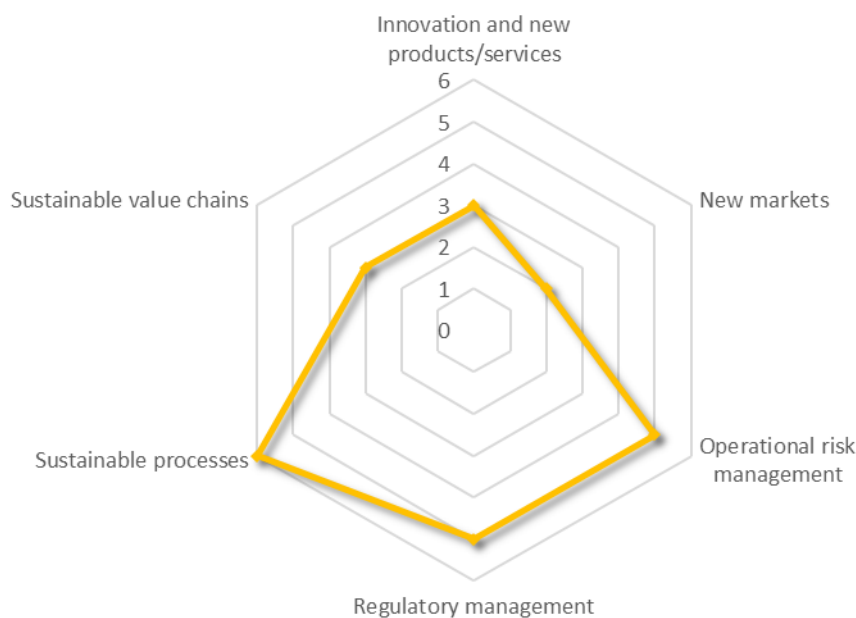 Innovation and new
products/services
6
5
4
Sustainable value chains
New markets
3
2
1
0
Sustainable processes
Operational risk
management
Regulatory management